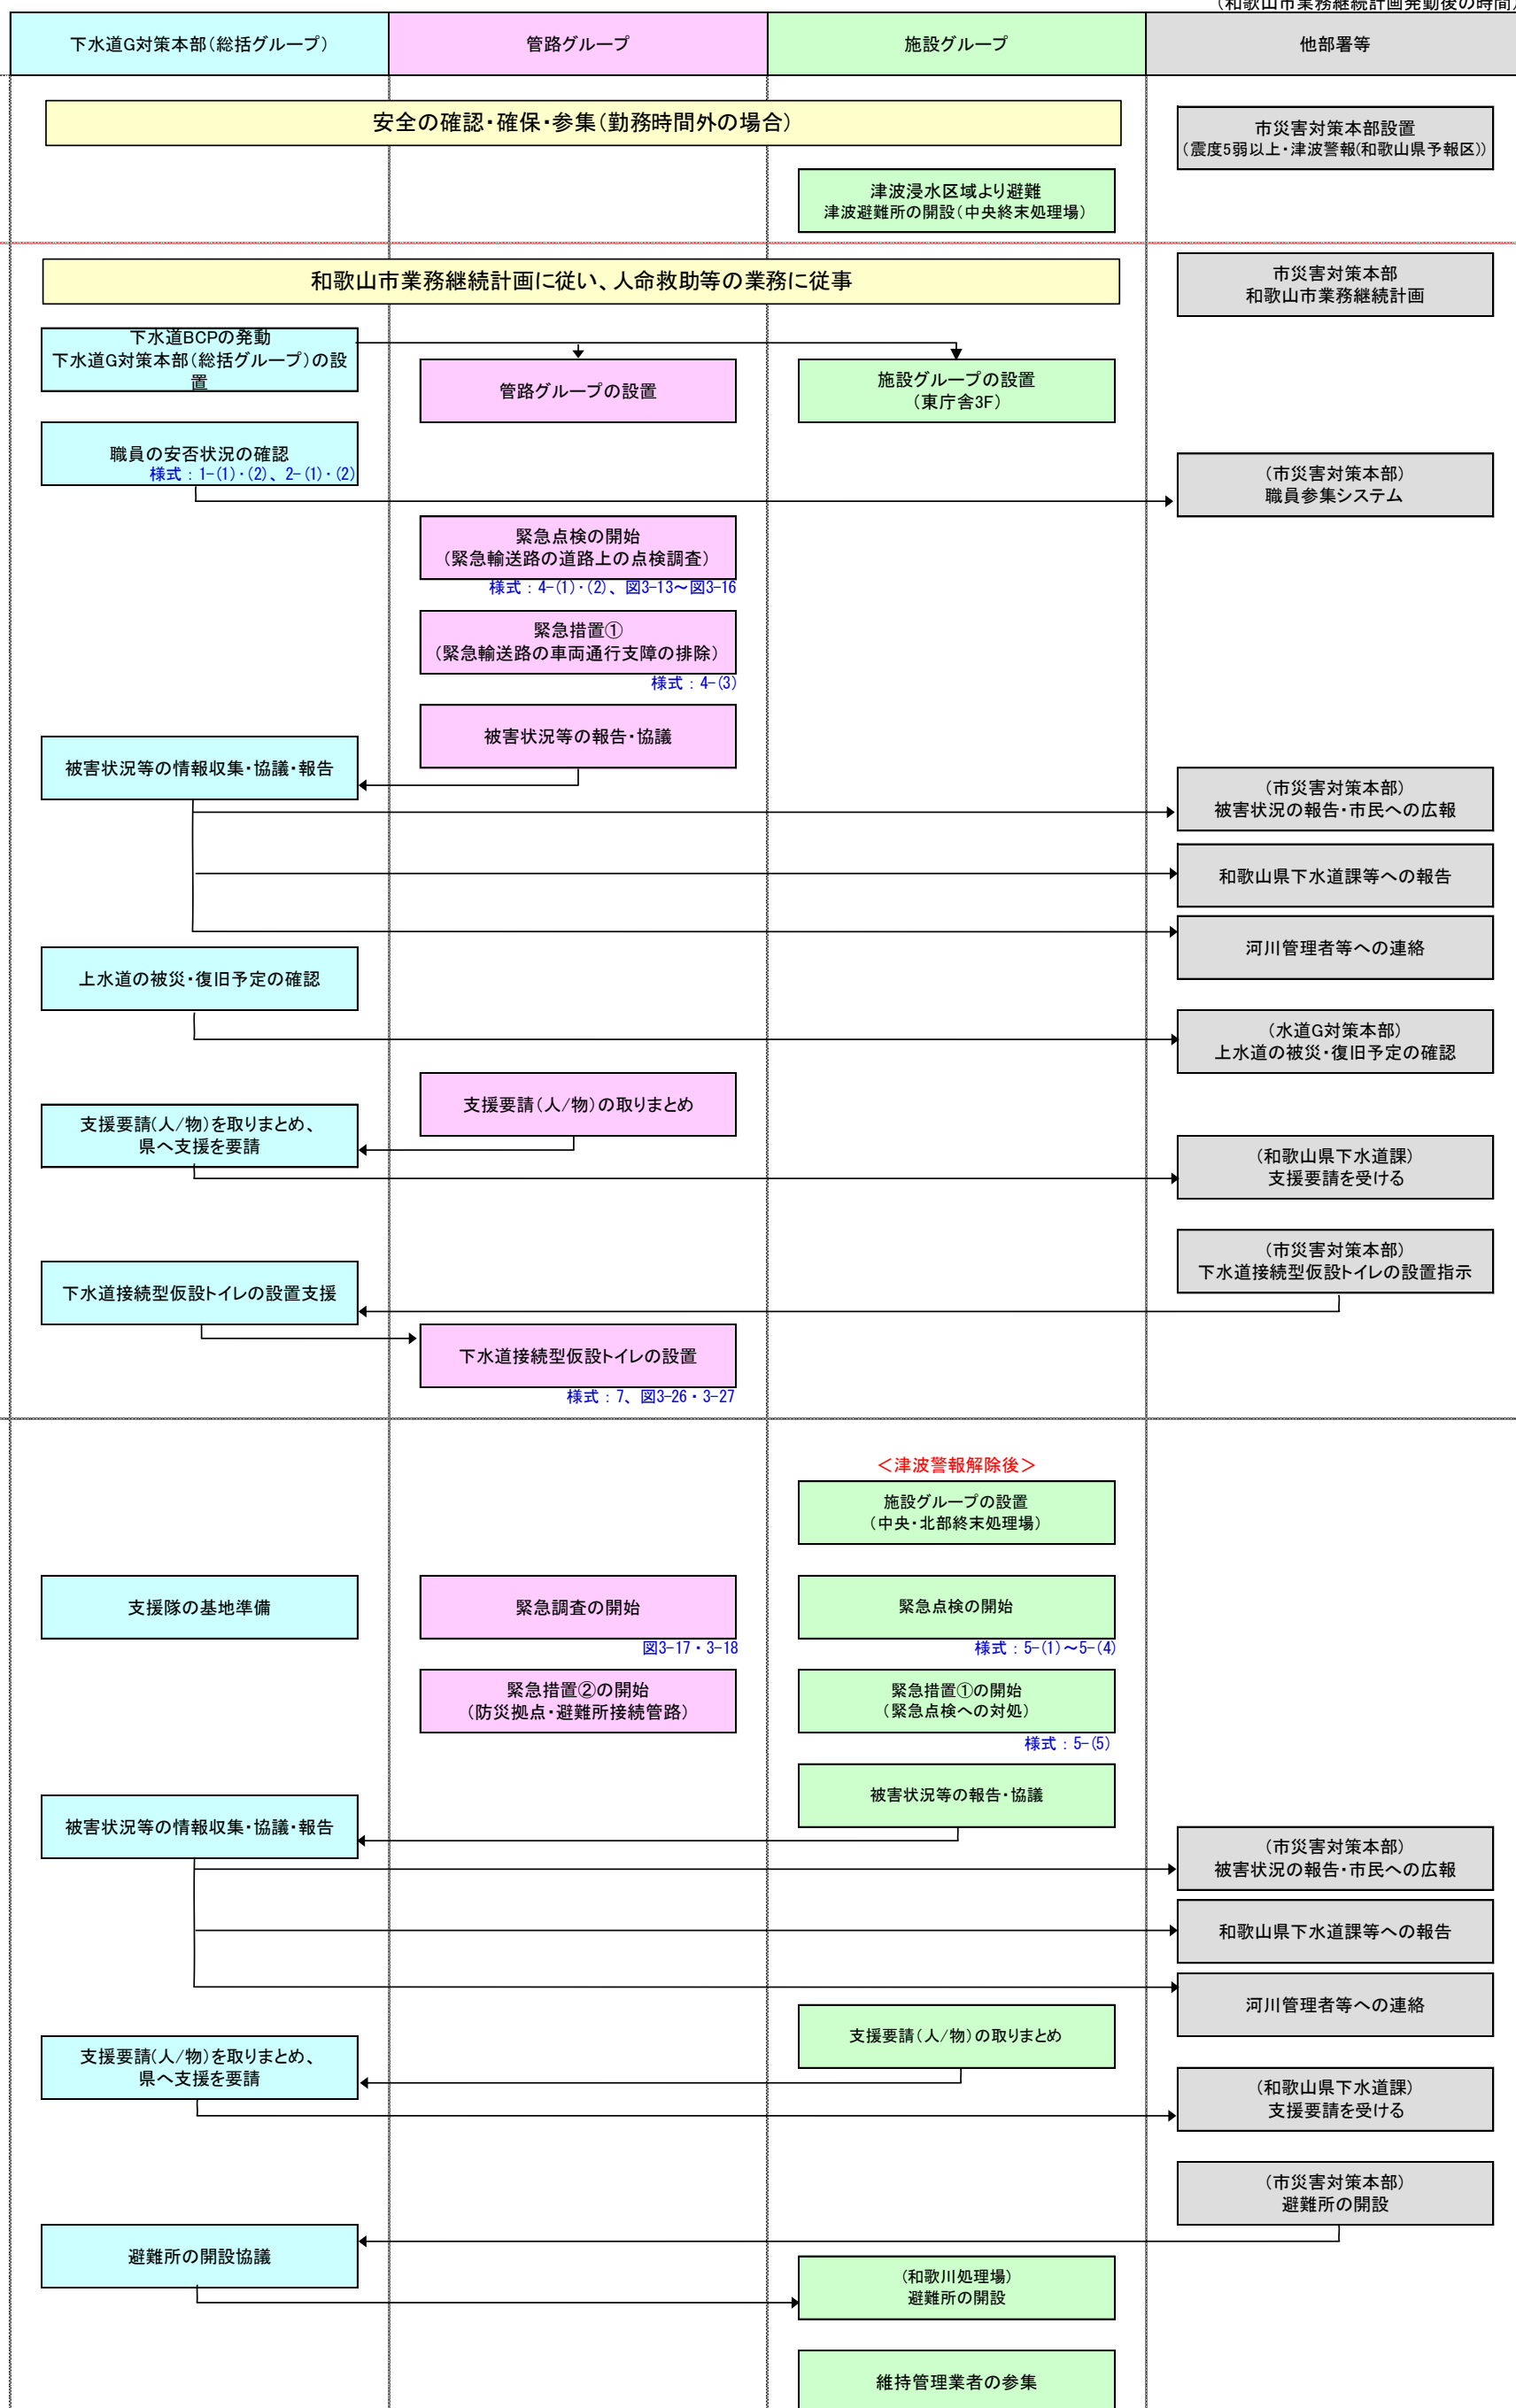 (和歌山市業務継続計画発動後の時間)
下水道G対策本部(総括グループ)
管路グループ
施設グループ
他部署等
安全の確認・確保・参集(勤務時間外の場合)
市災害対策本部設置
(震度5弱以上・津波警報(和歌山県予報区))
津波浸水区域より避難
津波避難所の開設(中央終末処理場)
和歌山市業務継続計画に従い、人命救助等の業務に従事
市災害対策本部
和歌山市業務継続計画
下水道BCPの発動
下水道G対策本部(総括グループ)の設
置
管路グループの設置
施設グループの設置
(東庁舎3F)
職員の安否状況の確認
様式：1-(1)・(2)、2-(1)・(2)
(市災害対策本部)
職員参集システム
緊急点検の開始
(緊急輸送路の道路上の点検調査)
様式：4-(1)・(2)、図3-13～図3-16
緊急措置①
(緊急輸送路の車両通行支障の排除)
様式：4-(3)
被害状況等の報告・協議
被害状況等の情報収集・協議・報告
(市災害対策本部)
被害状況の報告・市民への広報
和歌山県下水道課等への報告
河川管理者等への連絡
上水道の被災・復旧予定の確認
(水道G対策本部)
上水道の被災・復旧予定の確認
支援要請(人/物)の取りまとめ
支援要請(人/物)を取りまとめ、
県へ支援を要請
(和歌山県下水道課)
支援要請を受ける
(市災害対策本部)
下水道接続型仮設トイレの設置指示
下水道接続型仮設トイレの設置支援
下水道接続型仮設トイレの設置
様式：7、図3-26・3-27
＜津波警報解除後＞
施設グループの設置
(中央・北部終末処理場)
支援隊の基地準備
緊急調査の開始
緊急点検の開始
図3-17・3-18
様式：5-(1)～5-(4)
緊急措置②の開始
(防災拠点・避難所接続管路)
緊急措置①の開始
(緊急点検への対処)
様式：5-(5)
被害状況等の報告・協議
被害状況等の情報収集・協議・報告
(市災害対策本部)
被害状況の報告・市民への広報
和歌山県下水道課等への報告
河川管理者等への連絡
支援要請(人/物)の取りまとめ
支援要請(人/物)を取りまとめ、
県へ支援を要請
(和歌山県下水道課)
支援要請を受ける
(市災害対策本部)
避難所の開設
避難所の開設協議
(和歌川処理場)
避難所の開設
維持管理業者の参集